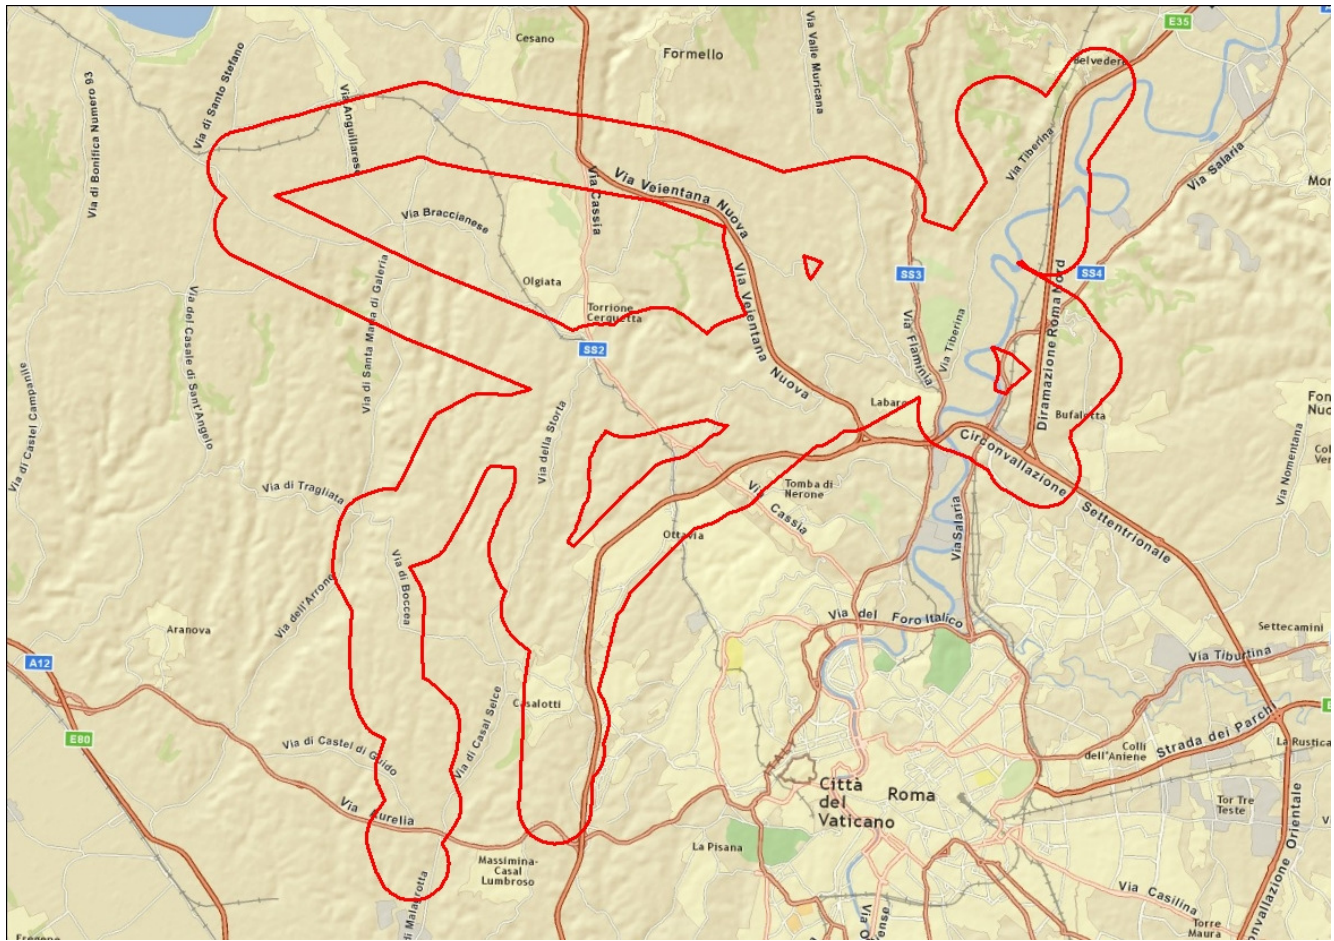 E35
Cesano
Formello
Belvedere
Via di Santo Stefano
Via Anguillarese
Via Valle Muricana
Via di Bonifica Numero 93
Via Tiberina
Via Salaria
Via Cassia
Via Veientana Nuova
Via Braccianese
Via di Santa Maria di Galeria
Olgiata
SS3
SS4
Via Veientana Nuova
Torrione
Cerquetta
Diramazione Roma Nord
Via del Casale di Sant'Angelo
Via Flaminia
Via Tiberina
SS2
Via di Castel Campanile
Via della Storta
Labaro
Bufalotta
Circonvallazione Settentrionale
Via Nomentana
Via di Tragliata
Tomba di
Nerone
Via Cassia
Via Salaria
Ottavia
Via di Boccea
Via dell'Arrone
Aranova
Via del Foro Italico
Settecamini
A12
Via Tiburtina
Via di Casal Selce
Casalotti
E80
Via di Castel di Guido
ITALY
Colli
dell'Aniene
Strada dei Parchi
La Rustica
Città
del
Vaticano
Roma
Tor Tre
Teste
Via Aurelia
La Pisana
Massimina-
Casal
Lumbroso
Via Casilina
Torre
Maura
Fregene